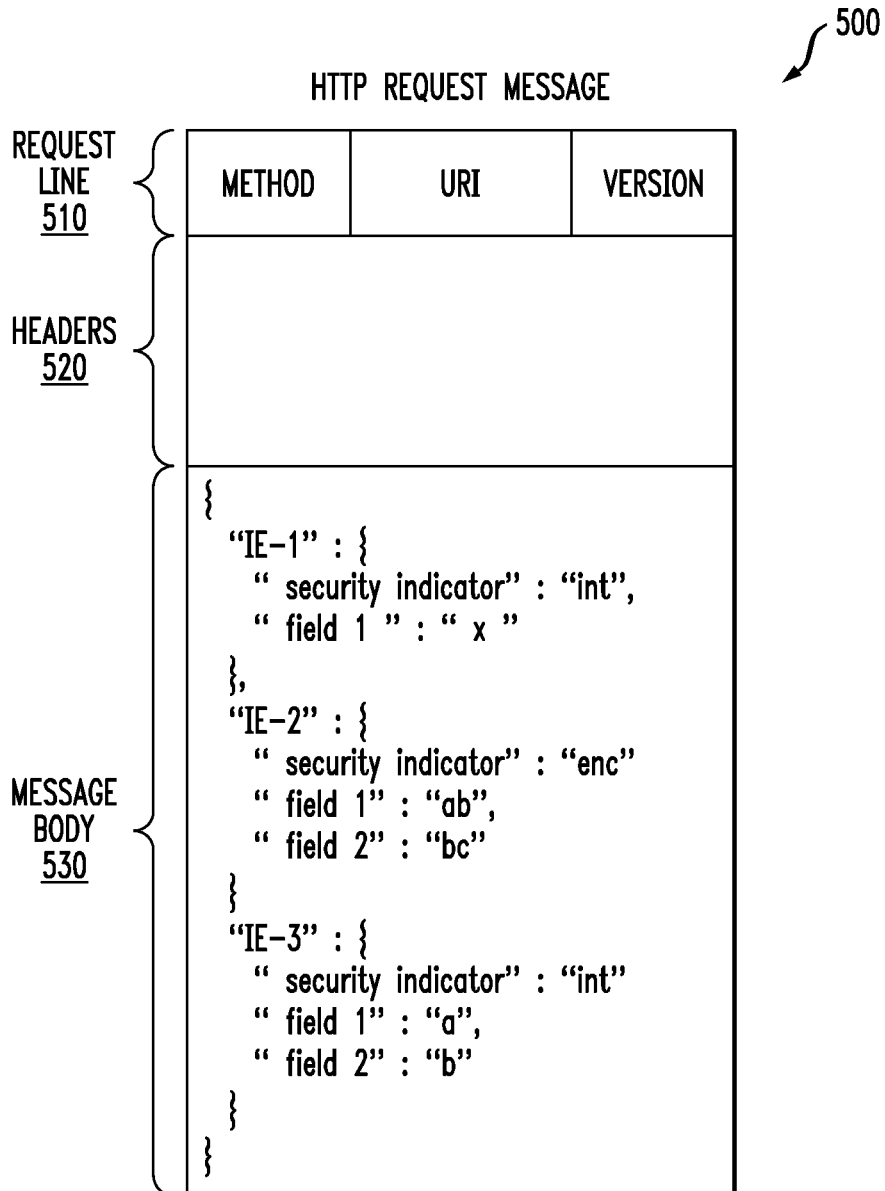 500
HTTP REQUEST MESSAGE
REQUEST
LINE
510
METHOD URI VERSION
HEADERS
520
MESSAGE
BODY
530
{
“IE-1” : {
“ security indicator” : “int”,
“ field 1 ” : “ x ”
},
“IE-2” : {
“ security indicator” : “enc”
“ field 1” : “ab”,
“ field 2” : “bc”
}
“IE-3” : {
“ security indicator” : “int”
“ field 1” : “a”,
“ field 2” : “b”
}
}